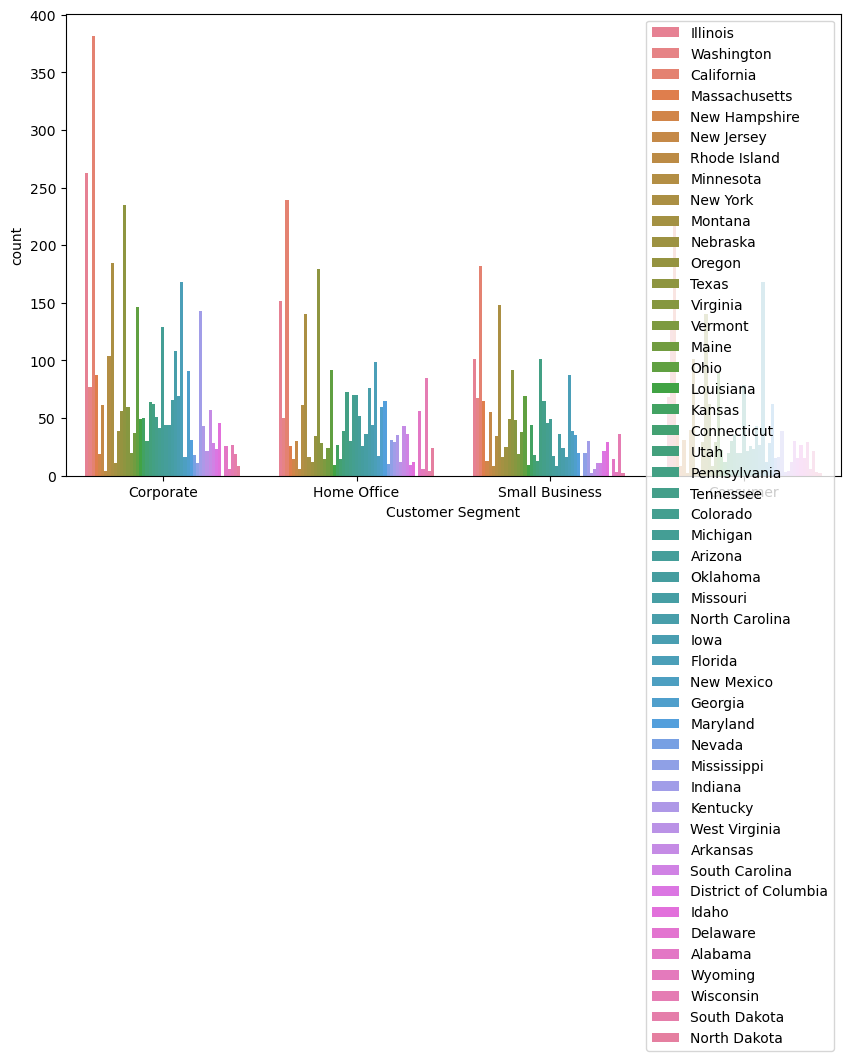 400
350
300
250
200
150
100
50
0
count
Corporate
Home Office
Small Business
Consumer
Customer Segment
Illinois
Washington
California
Massachusetts
New Hampshire
New Jersey
Rhode Island
Minnesota
New York
Montana
Nebraska
Oregon
Texas
Virginia
Vermont
Maine
Ohio
Louisiana
Kansas
Connecticut
Utah
Pennsylvania
Tennessee
Colorado
Michigan
Arizona
Oklahoma
Missouri
North Carolina
Iowa
Florida
New Mexico
Georgia
Maryland
Nevada
Mississippi
Indiana
Kentucky
West Virginia
Arkansas
South Carolina
District of Columbia
Idaho
Delaware
Alabama
Wyoming
Wisconsin
South Dakota
North Dakota